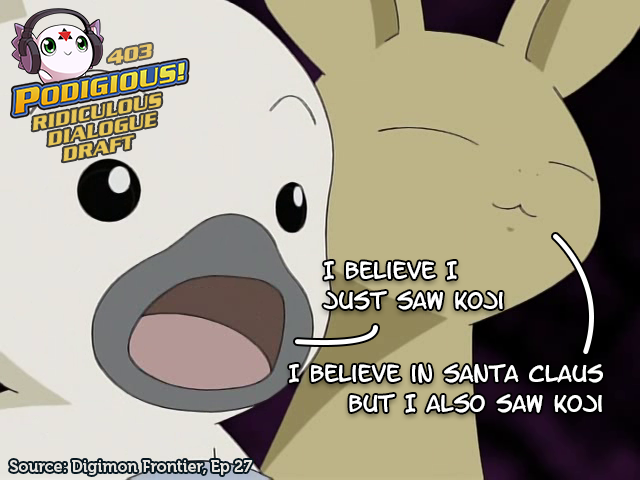 403
PODIGIOUS!
RIDICULOUS
DIALOGUE
DRAFT
I BELIEVE I
JUST SAW KOJI
I BELIEVE IN SANTA CLAUS
BUT I ALSO SAW KOJI
Source: Digimon Frontier, Ep 27